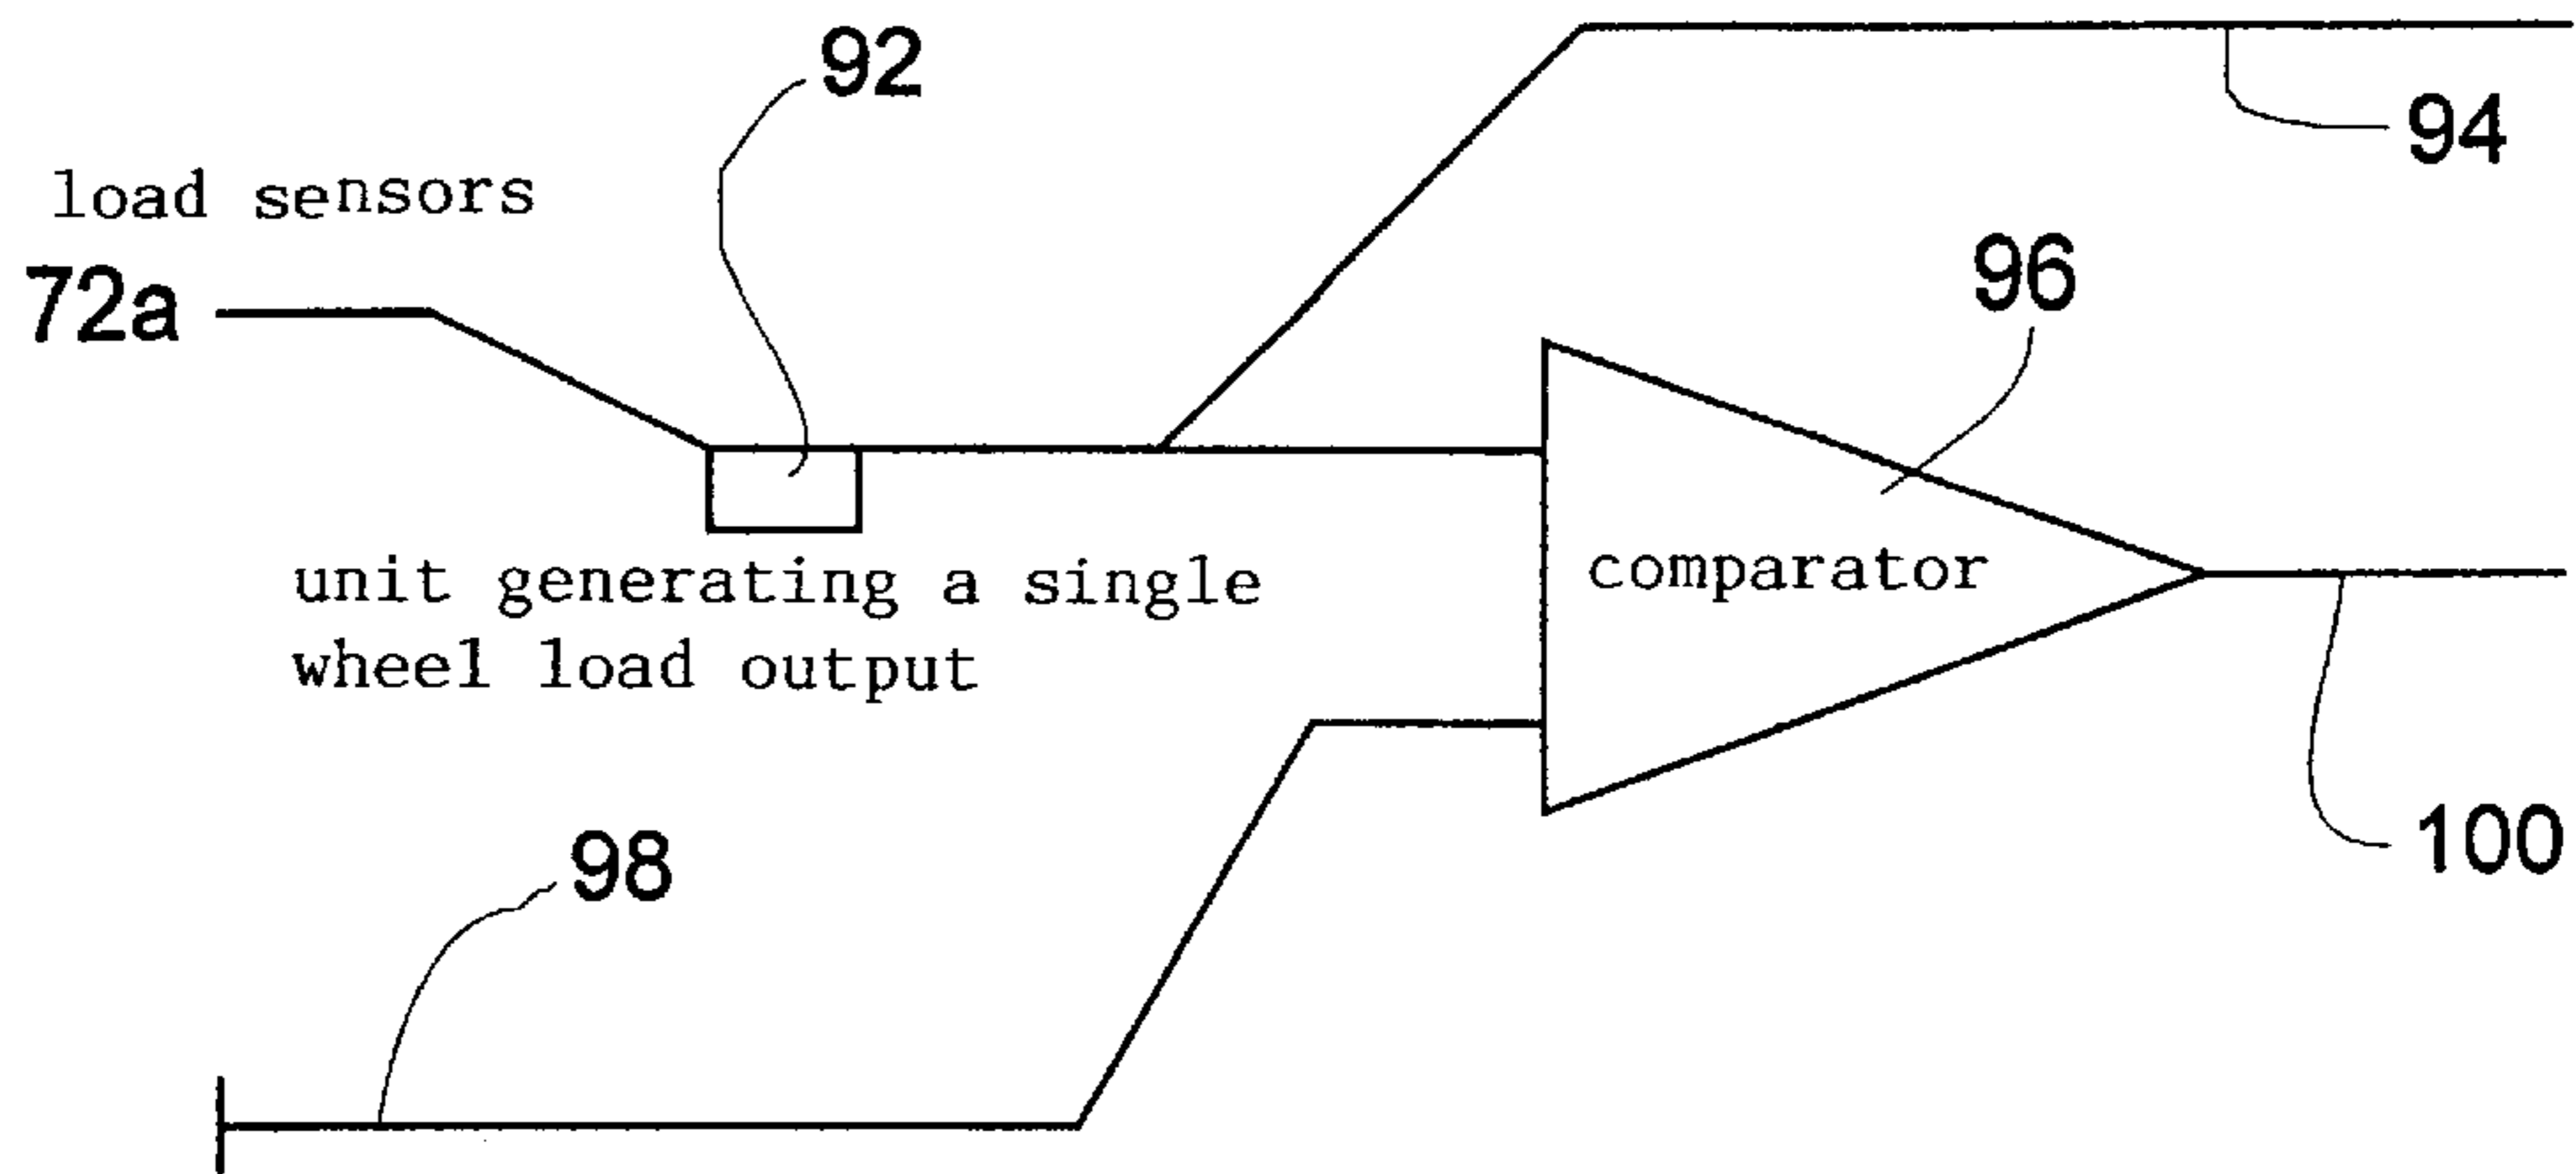 92
94
load sensors
72a
96
unit generating a single
wheel load output
comparator
98
100